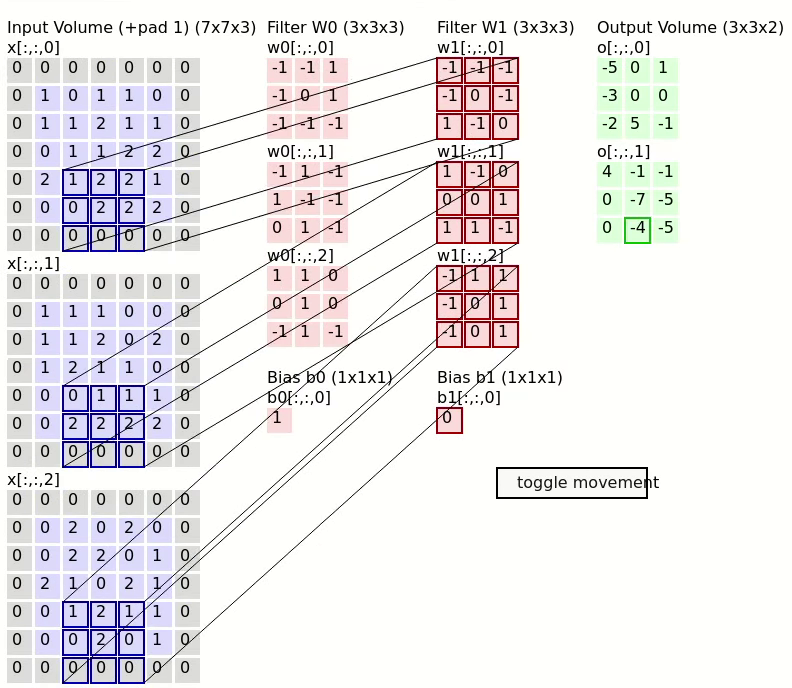 Input Volume (+pad 1) (7x7x3)
x[:,:,0]
0 0 0 0 0 0 0
0 1 0 1 1 0 0
0 1 1 2 1 1 0
0 0 1 1 2 2 0
0 2 1 2 2 1 0
0 0 0 2 2 2 0
0 0 0 0 0 0 0
x[:,:,1]
0 0 0 0 0 0 0
0 1 1 1 0 0 0
0 1 1 2 0 2 0
0 1 2 1 1 0 0
0 0 0 1 1 1 0
0 0 2 2 2 2 0
0 0 0 0 0 0 0
x[:,:,2]
0 0 0 0 0 0 0
0 0 2 0 2 0 0
0 0 2 2 0 1 0
0 2 1 0 2 1 0
0 0 1 2 1 1 0
0 0 0 2 0 1 0
0 0 0 0 0 0 0
Filter W0 (3x3x3)
w0[:,:,0]
-1 -1 1
-1 0 1
-1 -1 -1
w0[:,:,1]
-1 1 -1
1 -1 -1
0 1 -1
w0[:,:,2]
1 1 0
0 1 0
-1 1 -1
Bias b0 (1x1x1)
b0[:,:,0]
1
Filter W1 (3x3x3)
w1[:,:,0]
-1 -1 -1
-1 0 -1
1 -1 0
w1[:,:,1]
1 -1 0
0 0 1
1 1 -1
w1[:,:,2]
-1 1 1
-1 0 1
-1 0 1
Bias b1 (1x1x1)
b1[:,:,0]
0
Output Volume (3x3x2)
o[:,:,0]
-5 0 1
-3 0 0
-2 5 -1
o[:,:,1]
4 -1 -1
0 -7 -5
0 -4 -5
toggle movement